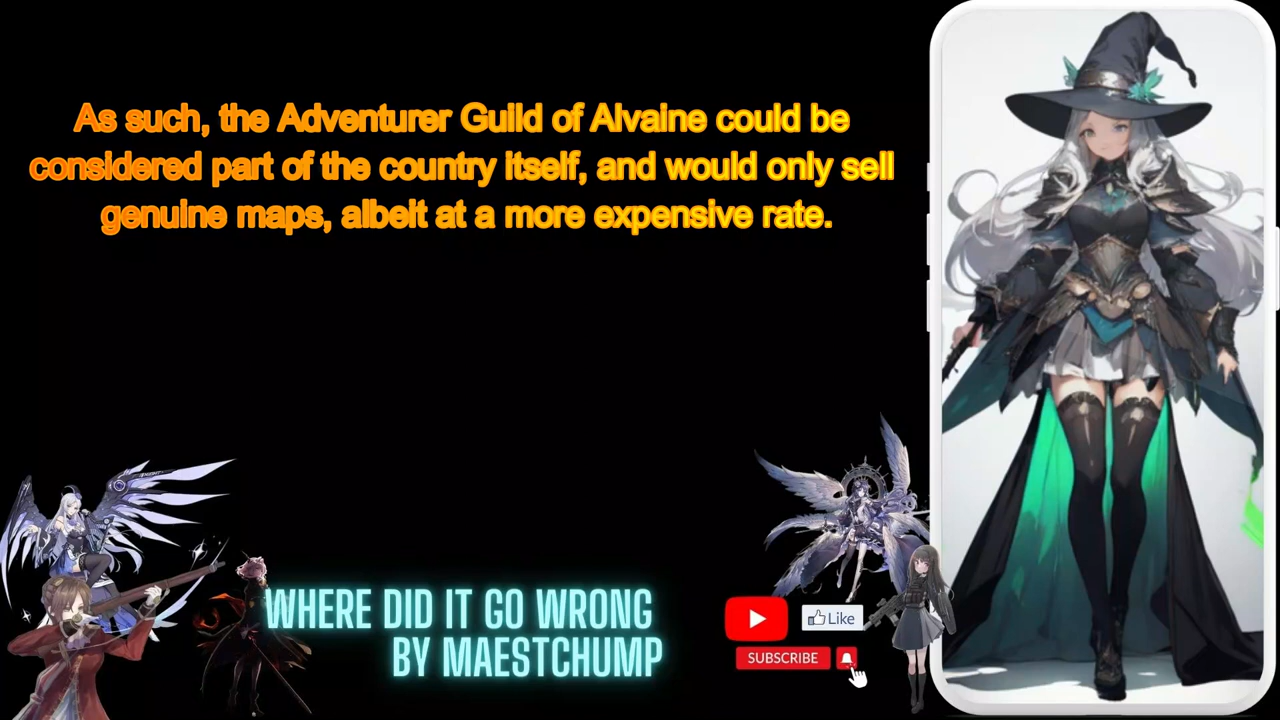 As such, the Adventurer Guild of Alvaine could be
considered part of the country itself, and would only sell
genuine maps, albeit at a more expensive rate.
WHERE DID IT GO WRONG
BY MAESTCHUMP
Like
SUBSCRIBE